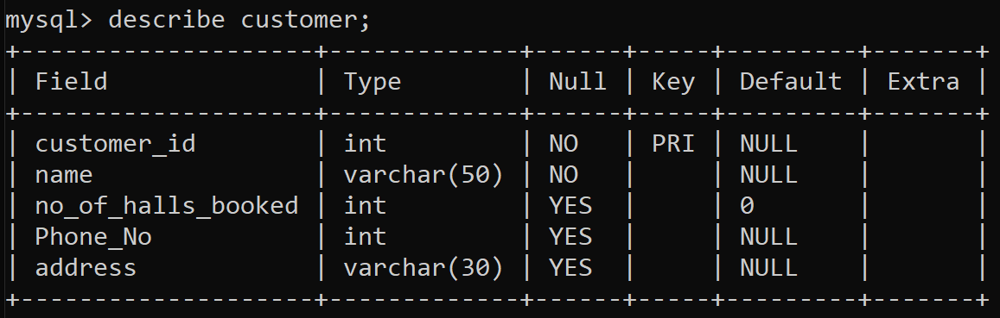 mysql> describe customer;
+--------------------+-------------+------+-----+---------+-------+
| Field              | Type        | Null | Key | Default | Extra |
+--------------------+-------------+------+-----+---------+-------+
| customer_id        | int         | NO   | PRI | NULL    |       |
| name               | varchar(50) | NO   |     | NULL    |       |
| no_of_halls_booked | int         | YES  |     | 0       |       |
| Phone_No           | int         | YES  |     | NULL    |       |
| address            | varchar(30) | YES  |     | NULL    |       |
+--------------------+-------------+------+-----+---------+-------+